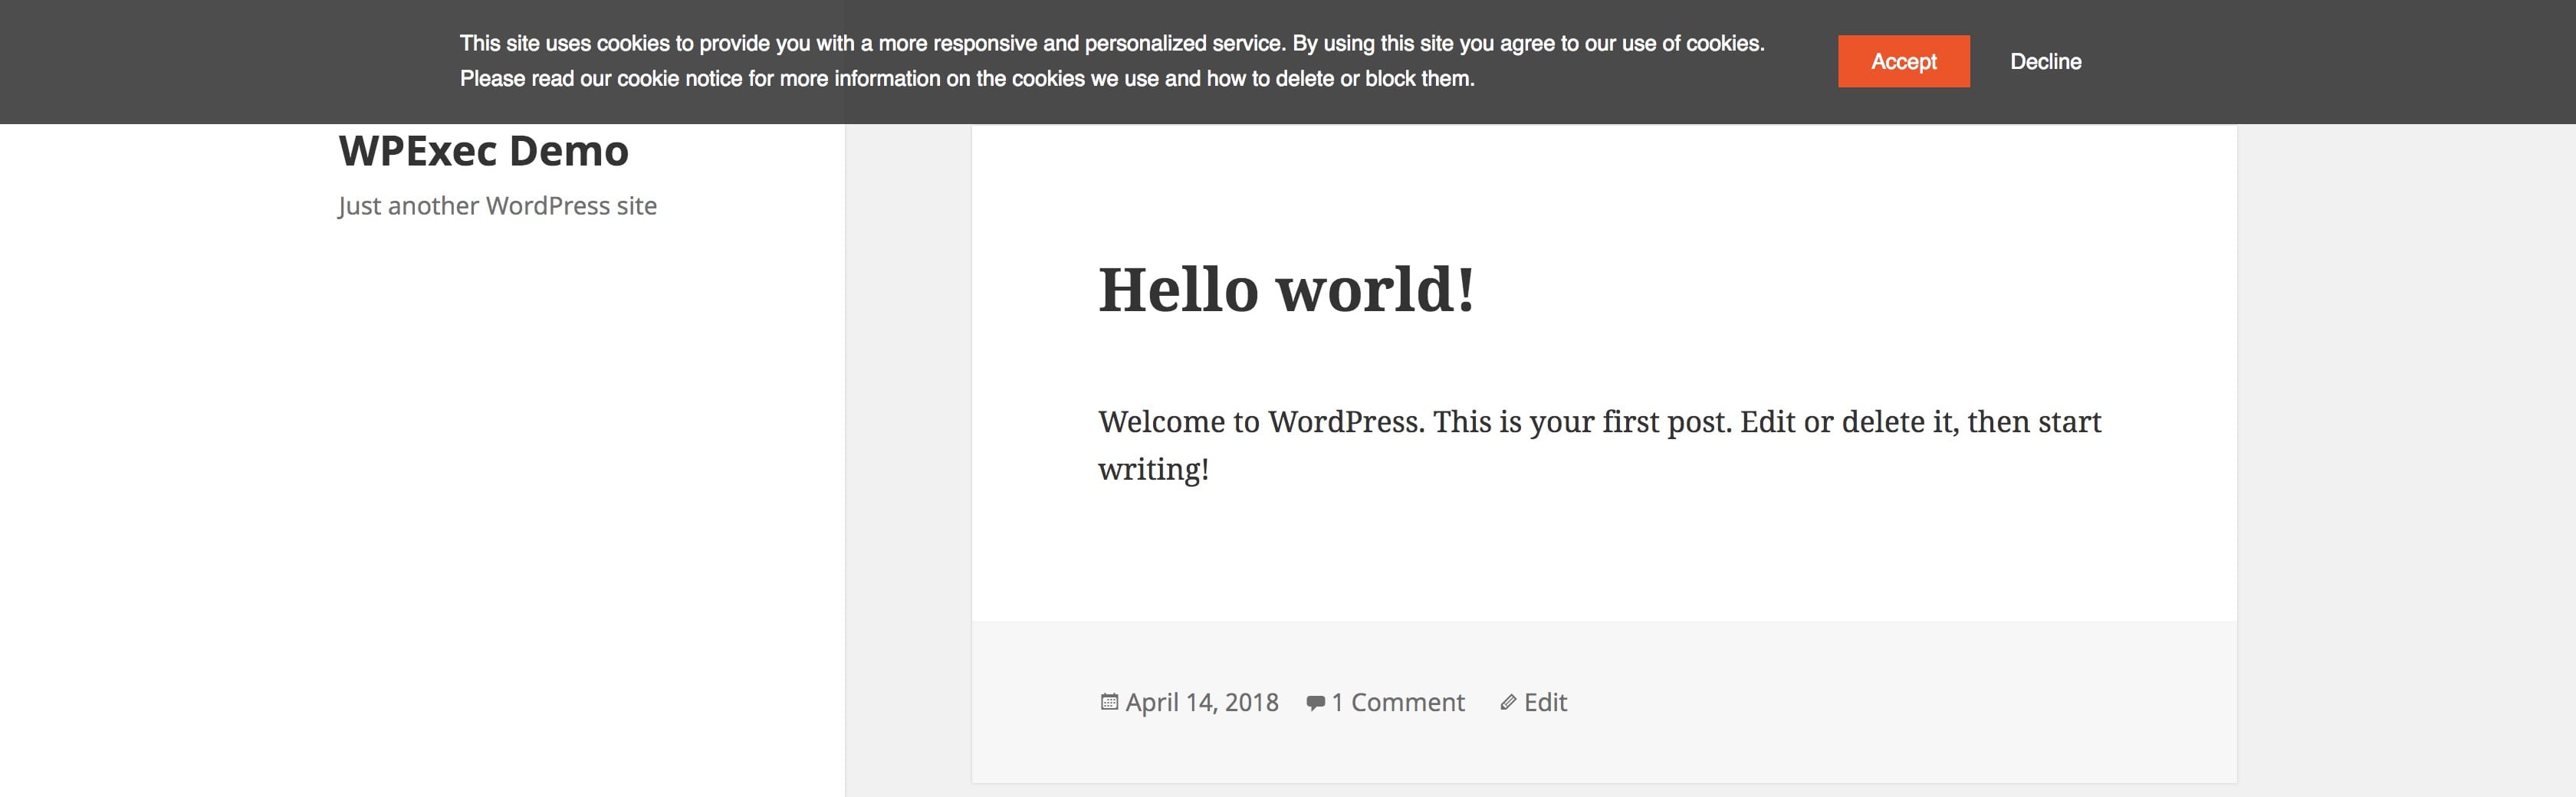 This site uses cookies to provide you with a more responsive and personalized service. By using this site you agree to our use of cookies.
Please read our cookie notice for more information on the cookies we use and how to delete or block them.
Accept
Decline
WPExec Demo
Just another WordPress site
Hello world!
Welcome to WordPress. This is your first post. Edit or delete it, then start
writing!
April 14, 2018 1 Comment Edit